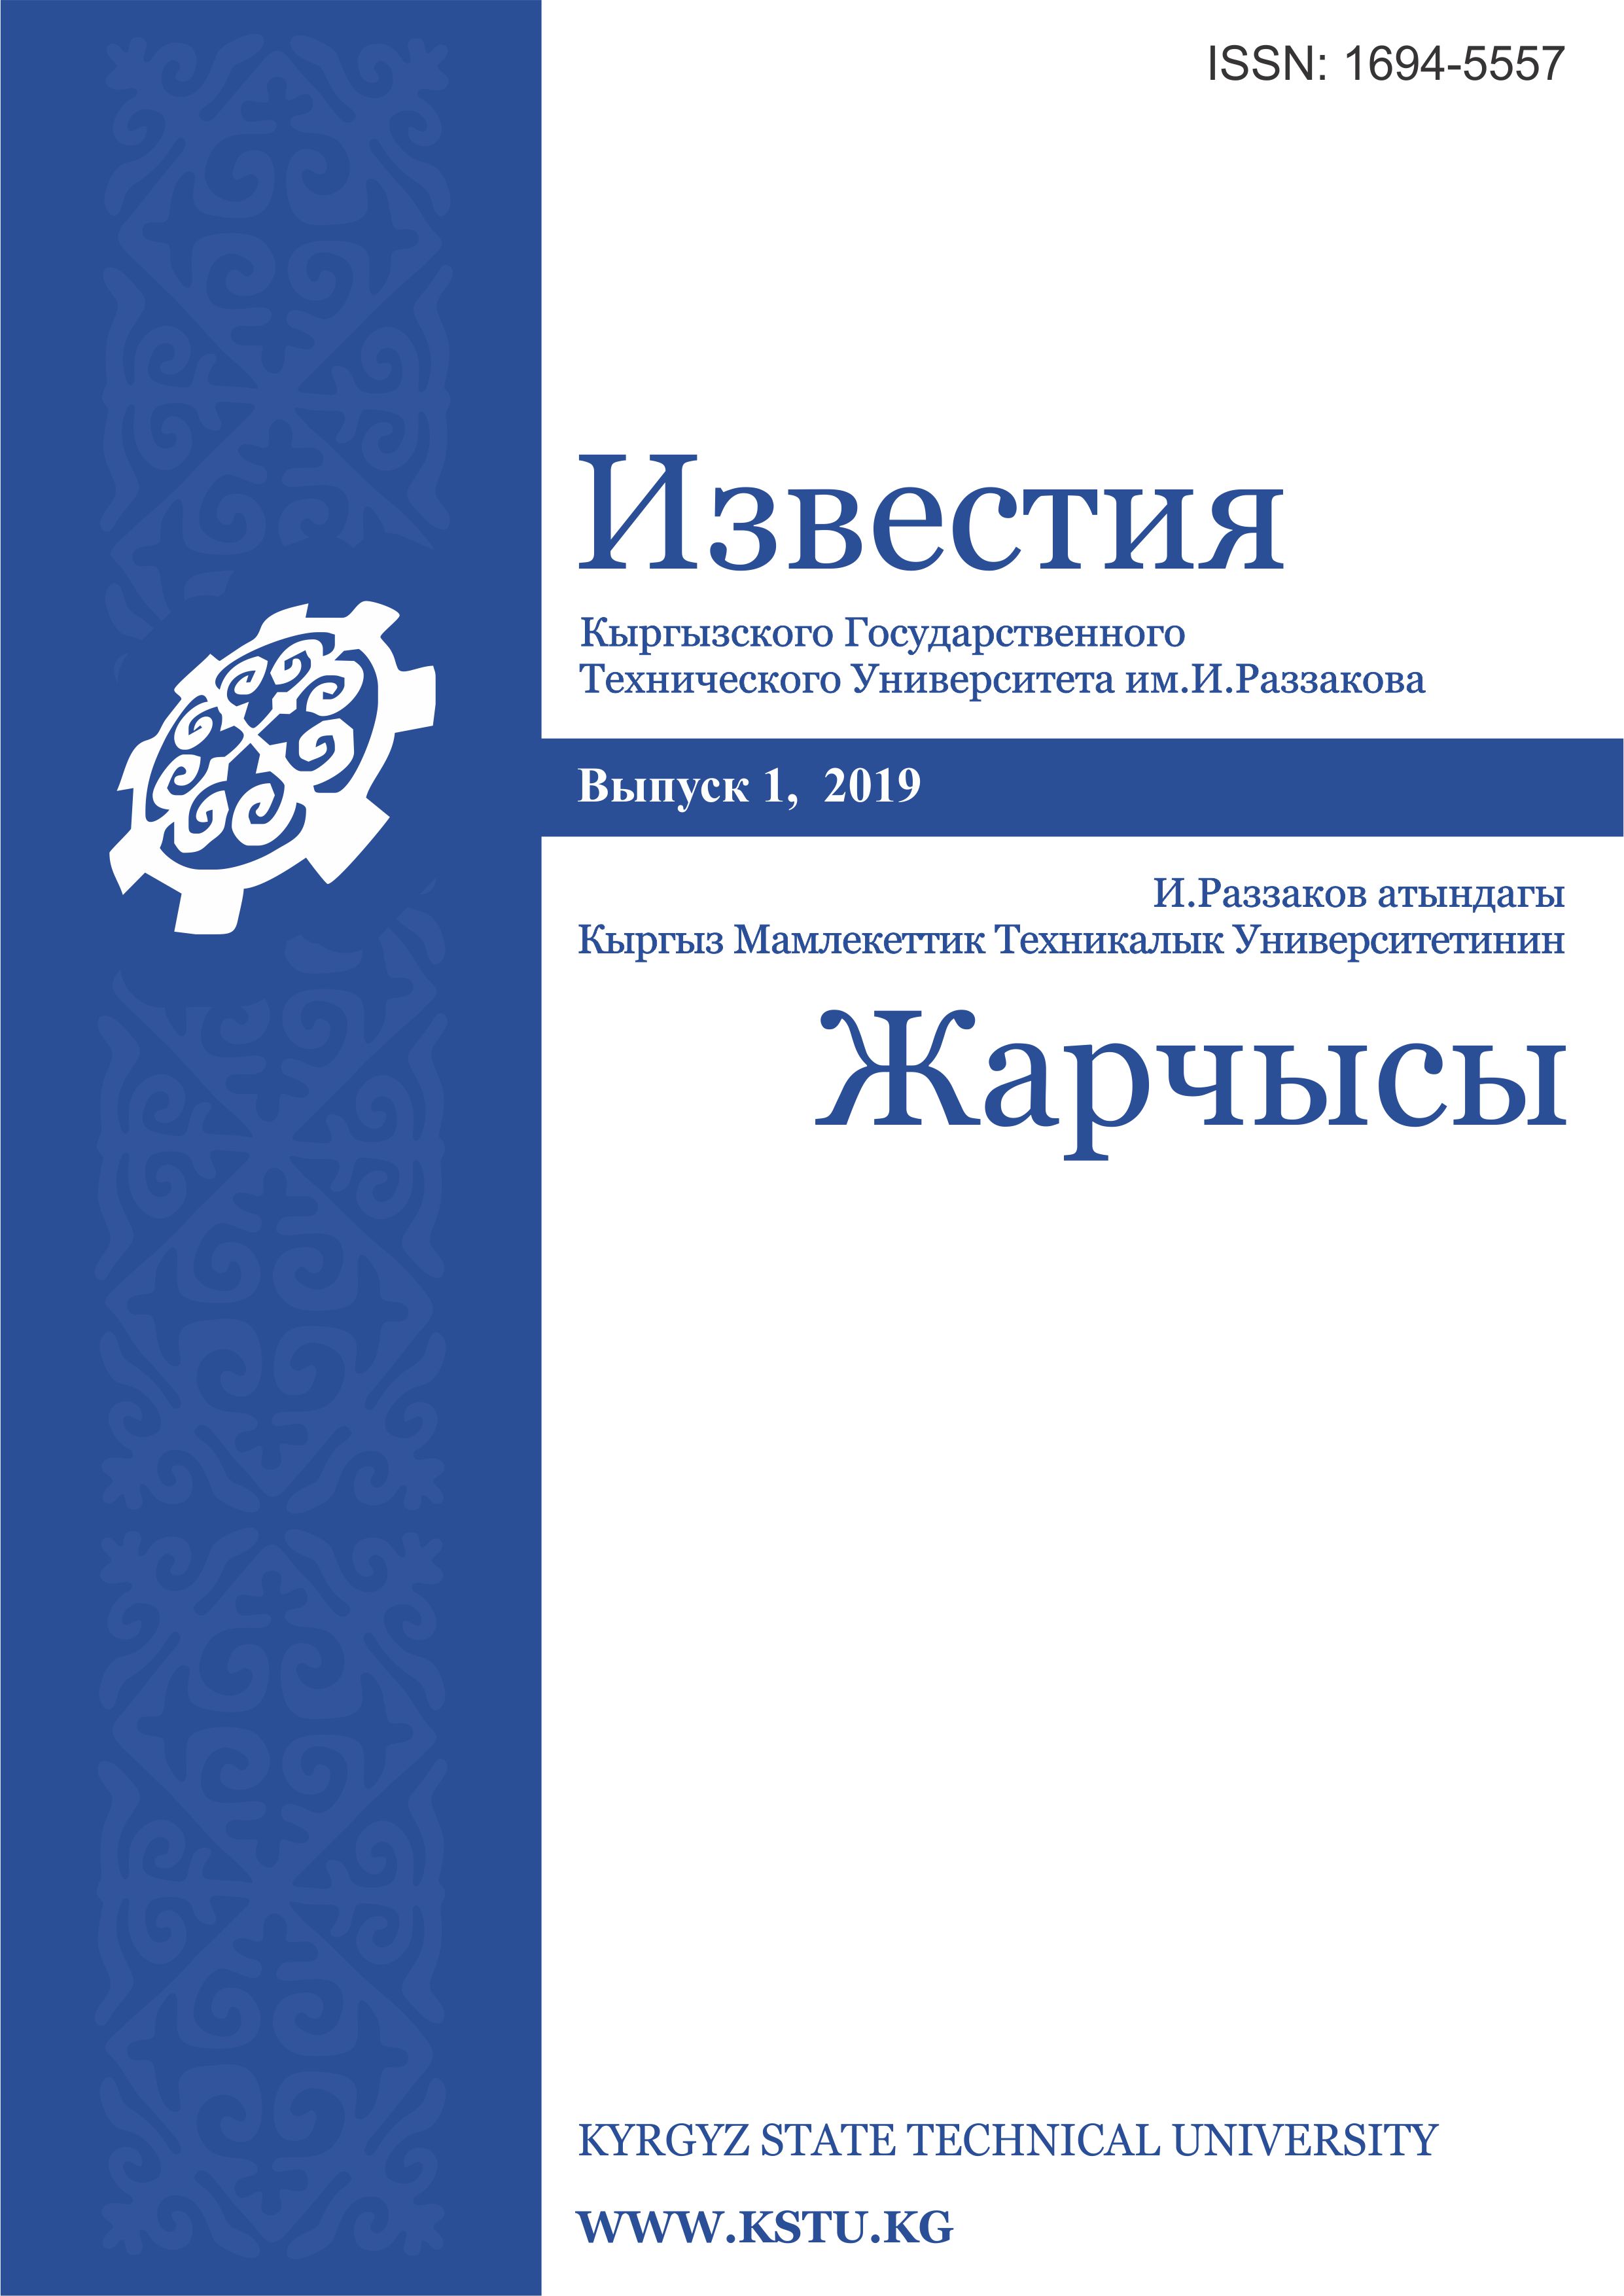 ISSN: 1694-5557
Известия
Кыргызского Государственного
Технического Университета им.И.Раззакова
Выпуск 1, 2019
И.Раззаков атындагы
Кыргыз Мамлекеттик Техникалык Университетинин
Жарчысы
KYRGYZ STATE TECHNICAL UNIVERSITY
WWW.KSTU.KG